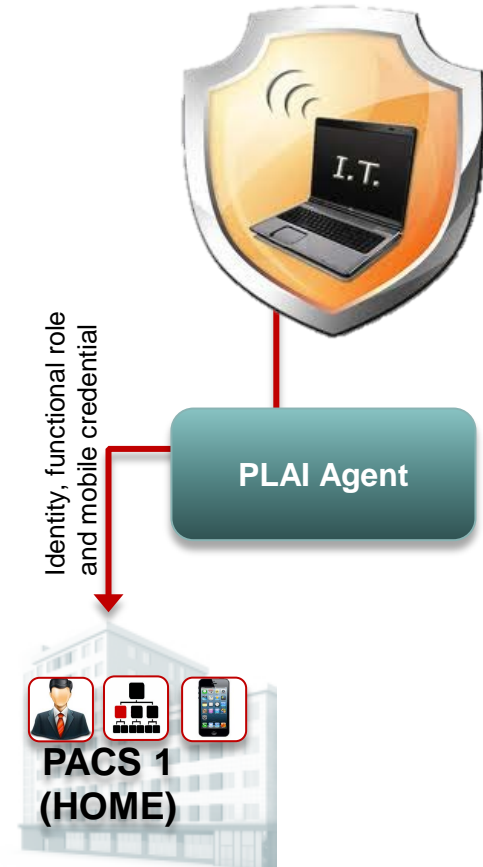 I.T.
PLAI Agent
Identity, functional role
and mobile credential
PACS 1
(HOME)